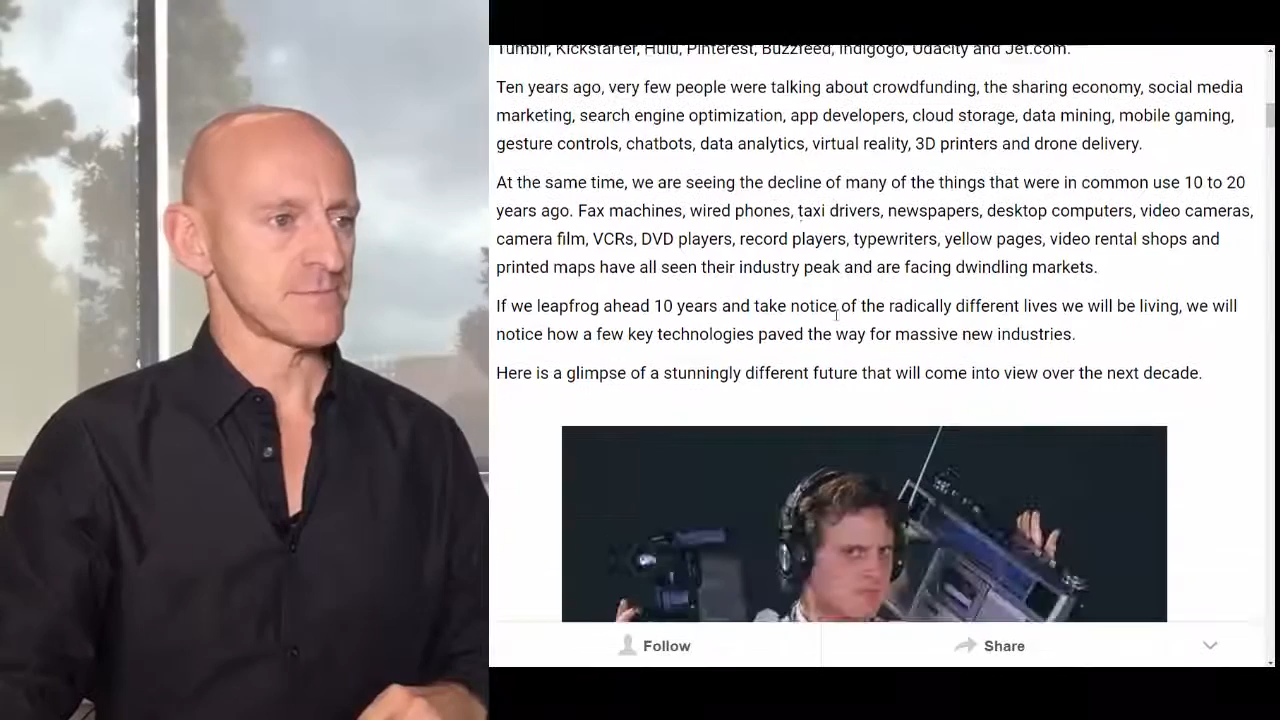 Tumblr, Kickstarter, Hulu, Pinterest, Buzzfeed, Indigogo, Udacity and Jet.com.
Ten years ago, very few people were talking about crowdfunding, the sharing economy, social media
marketing, search engine optimization, app developers, cloud storage, data mining, mobile gaming,
gesture controls, chatbots, data analytics, virtual reality, 3D printers and drone delivery.
At the same time, we are seeing the decline of many of the things that were in common use 10 to 20
years ago. Fax machines, wired phones, taxi drivers, newspapers, desktop computers, video cameras,
camera film, VCRs, DVD players, record players, typewriters, yellow pages, video rental shops and
printed maps have all seen their industry peak and are facing dwindling markets.
If we leapfrog ahead 10 years and take notice of the radically different lives we will be living, we will
notice how a few key technologies paved the way for massive new industries.
Here is a glimpse of a stunningly different future that will come into view over the next decade.
Follow
Share